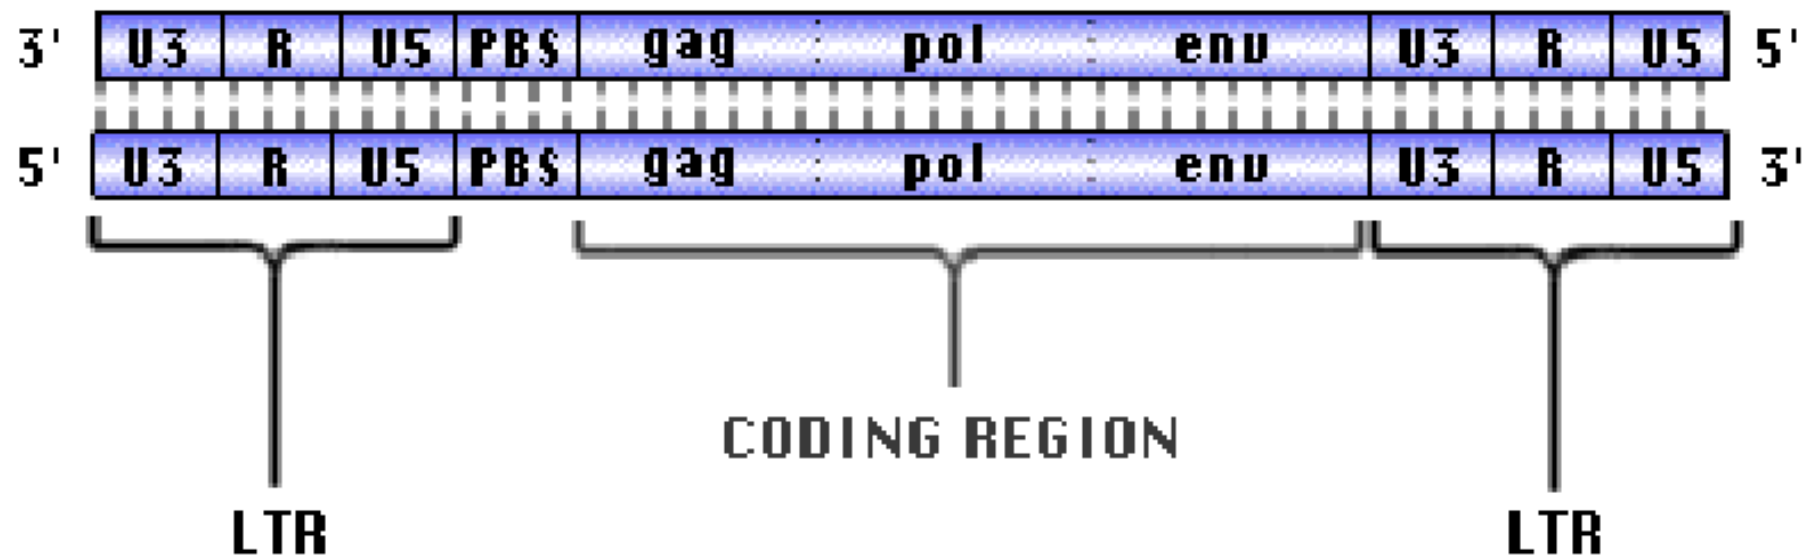 3' U3 R U5 PBS gag pol env U3 R U5 5'
5' U3 R U5 PBS gag pol env U3 R U5 3'
CODING REGION
LTR LTR